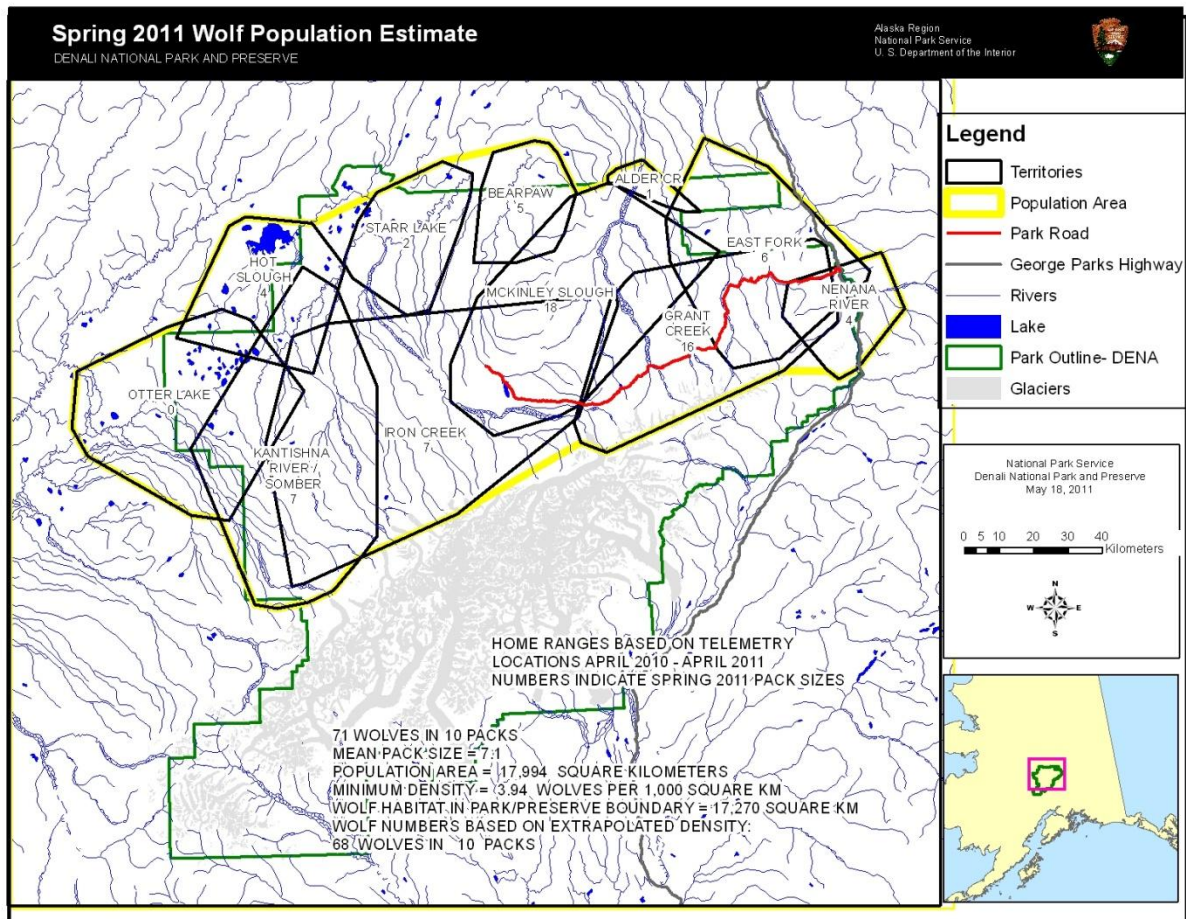 Spring 2011 Wolf Population Estimate
DENALI NATIONAL PARK AND PRESERVE
Alaska Region
National Park Service
U. S. Department of the Interior
ALDER CR
1
BEARPAW
5
STARR LAKE
2
EAST FORK
6
HOT
SLOUGH
4
MCKINLEY SLOUGH
18
NENANA
RIVER
4
GRANT
CREEK
16
OTTER LAKE
0
IRON CREEK
7
KANTISHNA
RIVER /
SOMBER
7
HOME RANGES BASED ON TELEMETRY
LOCATIONS APRIL 2010 - APRIL 2011
NUMBERS INDICATE SPRING 2011 PACK SIZES
71 WOLVES IN 10 PACKS
MEAN PACK SIZE = 7.1
POPULATION AREA = 17,994 SQUARE KILOMETERS
MINIMUM DENSITY = 3.94 WOLVES PER 1,000 SQUARE KM
WOLF HABITAT IN PARK/PRESERVE BOUNDARY = 17,270 SQUARE KM
WOLF NUMBERS BASED ON EXTRAPOLATED DENSITY:
68 WOLVES IN 10 PACKS
Legend
Territories
Population Area
Park Road
George Parks Highway
Rivers
Lake
Park Outline- DENA
Glaciers
National Park Service
Denali National Park and Preserve
May 18, 2011
0 5 10 20 30 40
Kilometers
N
W E
S